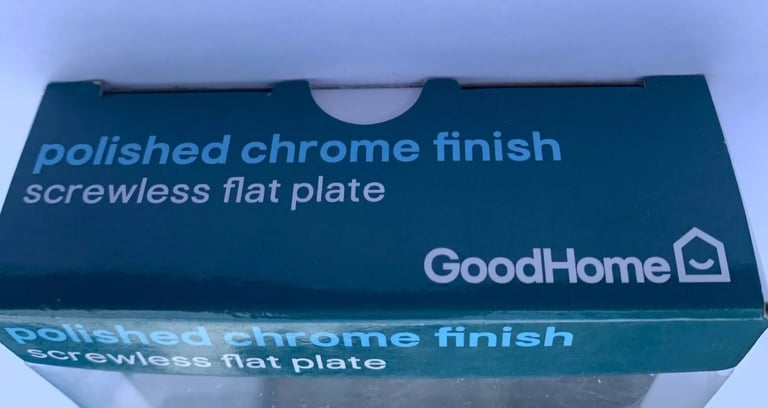 polished chrome finish
screwless flat plate
GoodHome
polished chrome finish
screwless flat plate